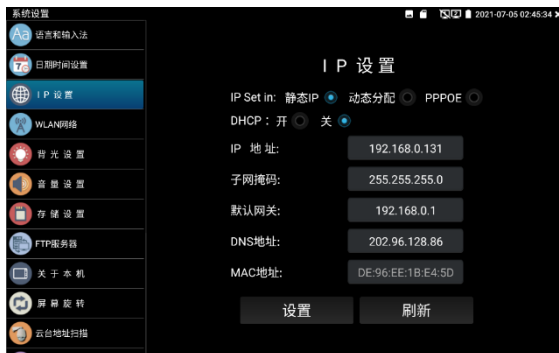 系统设置
2021-07-05 02:45:34
语言和输入法
日期时间设置
IP 设置
WLAN网络
背光设置
音量设置
存储设置
FTP服务器
关于本机
屏幕旋转
云台地址扫描
IP 设置
IP Set in: 静态IP 动态分配 PPPOE
DHCP : 开 关
IP 地址: 192.168.0.131
子网掩码: 255.255.255.0
默认网关: 192.168.0.1
DNS地址: 202.96.128.86
MAC地址: DE:96:EE:1B:E4:5D
设置 刷新